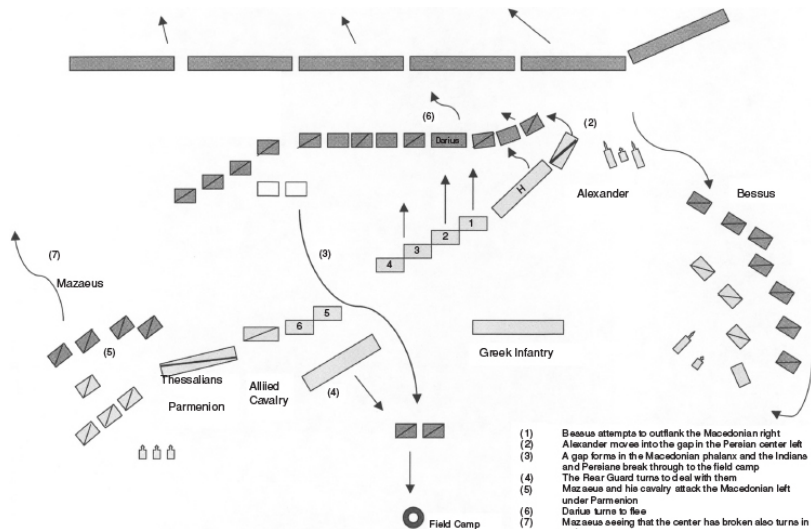 (6)
Darius
(2)
H
Alexander
Bessus
1
2
3
4
(3)
(7)
Mazaeus
5
6
Greek Infantry
(5)
Thessalians
Alliied
Cavalry
Parmenion
(4)
(1) Bessus attempts to outflank the Macedonian right
(2) Alexander moves into the gap in the Persian center left
(3) A gap forms in the Macedonian phalanx and the Indians
and Persians break through to the field camp
(4) The Rear Guard turns to deal with them
(5) Mazaeus and his cavalry attack the Macedonian left
under Parmenion
(6) Darius turns to flee
(7) Mazaeus seeing that the center has broken also turns in
Field Camp